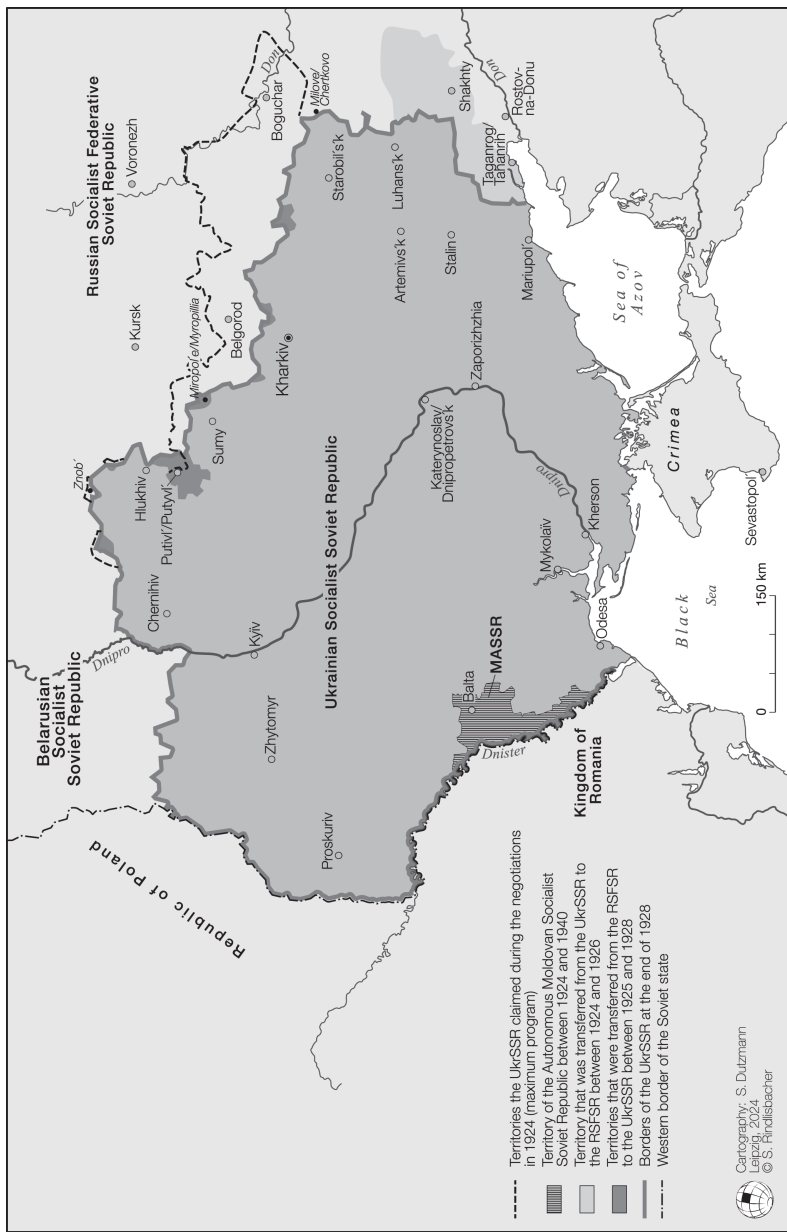 Russian Socialist Federative
Soviet Republic
Belarusian
Socialist
Soviet Republic
Republic of Poland
Ukrainian Socialist Soviet Republic
Kingdom of
Romania
MASSR
Crimea
Black
Sea
Sea of
Azov
Dnipro
Dnipro
Dnister
Don
Don
Voronezh
Kursk
Boguchar
Belgorod
Miropol'e/Myropillia
Milove/
Chertkovo
Znob'
Hlukhiv
Putivl'/Putyvl'
Chernihiv
Sumy
Kharkiv
Starobil's'k
Luhans'k
Shakhty
Artemivs'k
Stalin
Taganrog/
Tahanrih
Rostov-
na-Donu
Mariupol'
Zaporizhzhia
Katerynoslav/
Dnipropetrovs'k
Kyïv
Zhytomyr
Proskuriv
Balta
Mykolaïv
Kherson
Odesa
Sevastopol'
0
150 km
Territories the UkrSSR claimed during the negotiations
in 1924 (maximum program)
Territory of the Autonomous Moldovan Socialist
Soviet Republic between 1924 and 1940
Territory that was transferred from the UkrSSR to
the RSFSR between 1924 and 1926
Territories that were transferred from the RSFSR
to the UkrSSR between 1925 and 1928
Borders of the UkrSSR at the end of 1928
Western border of the Soviet state
Cartography: S. Dutzmann
Leipzig, 2024
© S. Rindlisbacher